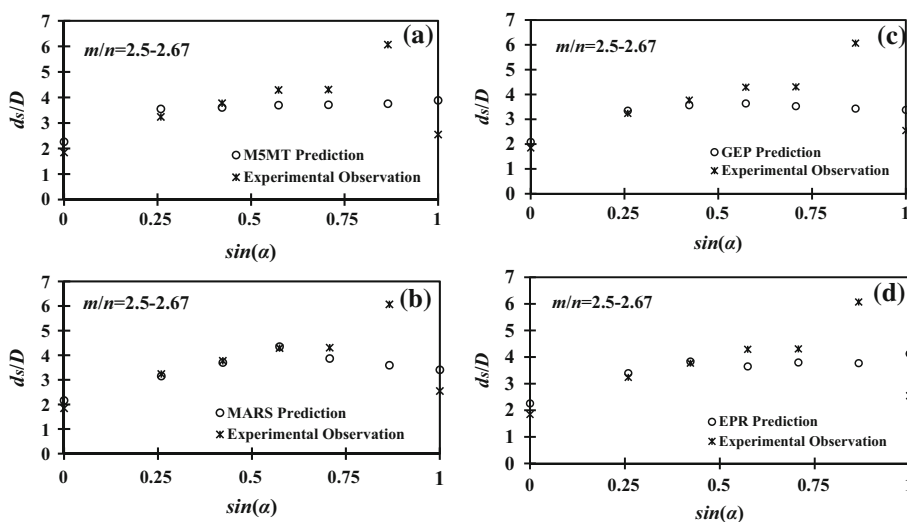 (a)
m/n=2.5-2.67
7
6
5
4
3
2
1
0
ds/D
M5MT Prediction
Experimental Observation
0
0.25
0.5
0.75
1
sin(α)
(c)
m/n=2.5-2.67
7
6
5
4
3
2
1
0
ds/D
GEP Prediction
Experimental Observation
0
0.25
0.5
0.75
1
sin(α)
(b)
m/n=2.5-2.67
7
6
5
4
3
2
1
0
ds/D
MARS Prediction
Experimental Observation
0
0.25
0.5
0.75
1
sin(α)
(d)
m/n=2.5-2.67
7
6
5
4
3
2
1
0
ds/D
EPR Prediction
Experimental Observation
0
0.25
0.5
0.75
1
sin(α)